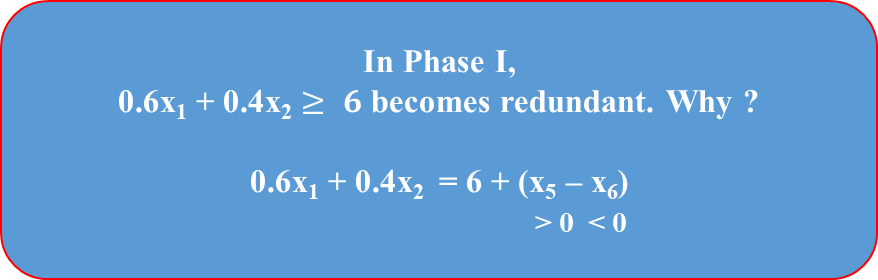 In Phase I,
0.6x₁ + 0.4x₂ ≥ 6 becomes redundant. Why ?
0.6x₁ + 0.4x₂ = 6 + (x₅ – x₆)
> 0 < 0